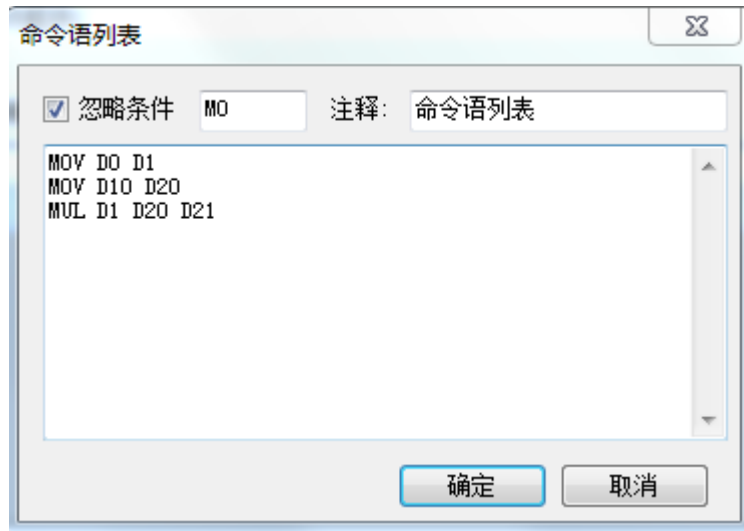 命令语列表
忽略条件 M0 注释: 命令语列表
MOV D0 D1
MOV D10 D20
MUL D1 D20 D21
确定 取消